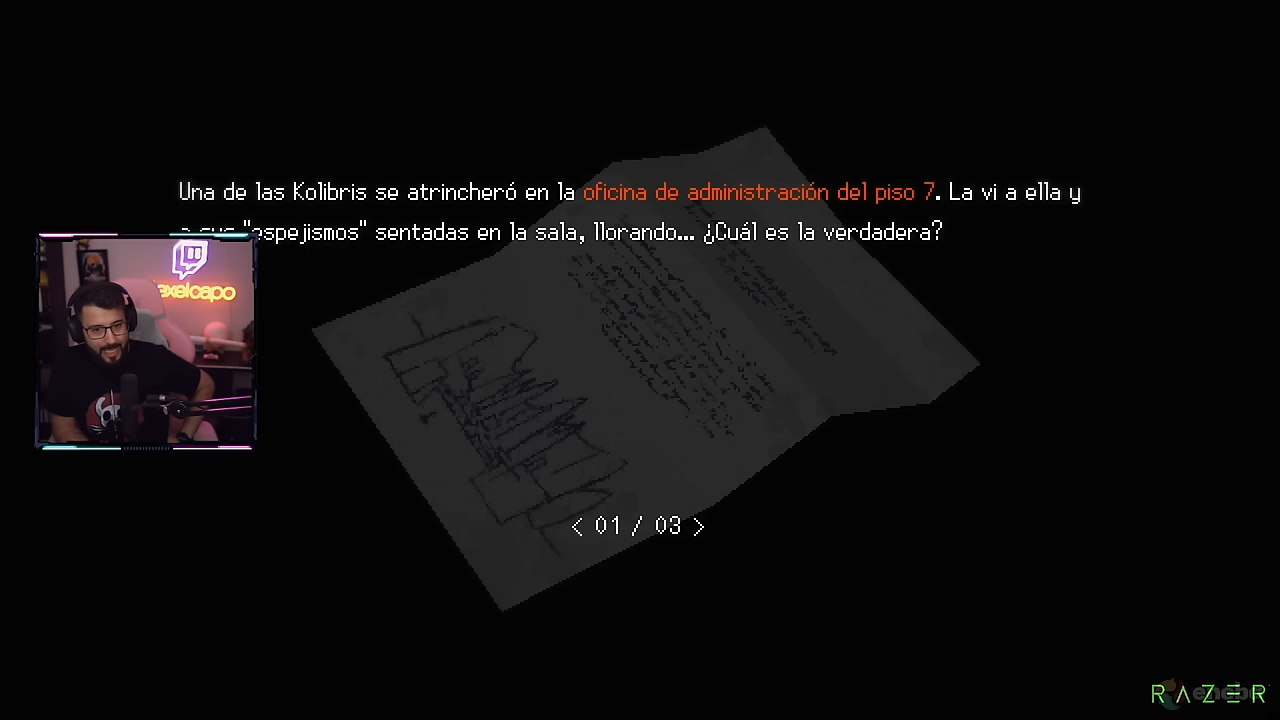 Una de las Kolibris se atrincheró en la oficina de administración del piso 7. La vi a ella y
a sus "espejismos" sentadas en la sala, llorando... ¿Cuál es la verdadera?
exelcapo
< 01 / 03 >
RAZER